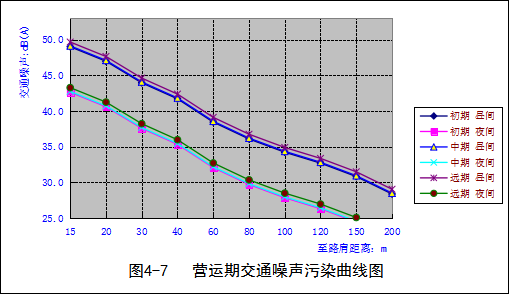 交通噪声:dB(A)
50.0
45.0
40.0
35.0
30.0
25.0
15 20 30 40 60 80 100 120 150 200
至路肩距离: m
初期 昼间
初期 夜间
中期 昼间
中期 夜间
远期 昼间
远期 夜间
图4-7 营运期交通噪声污染曲线图